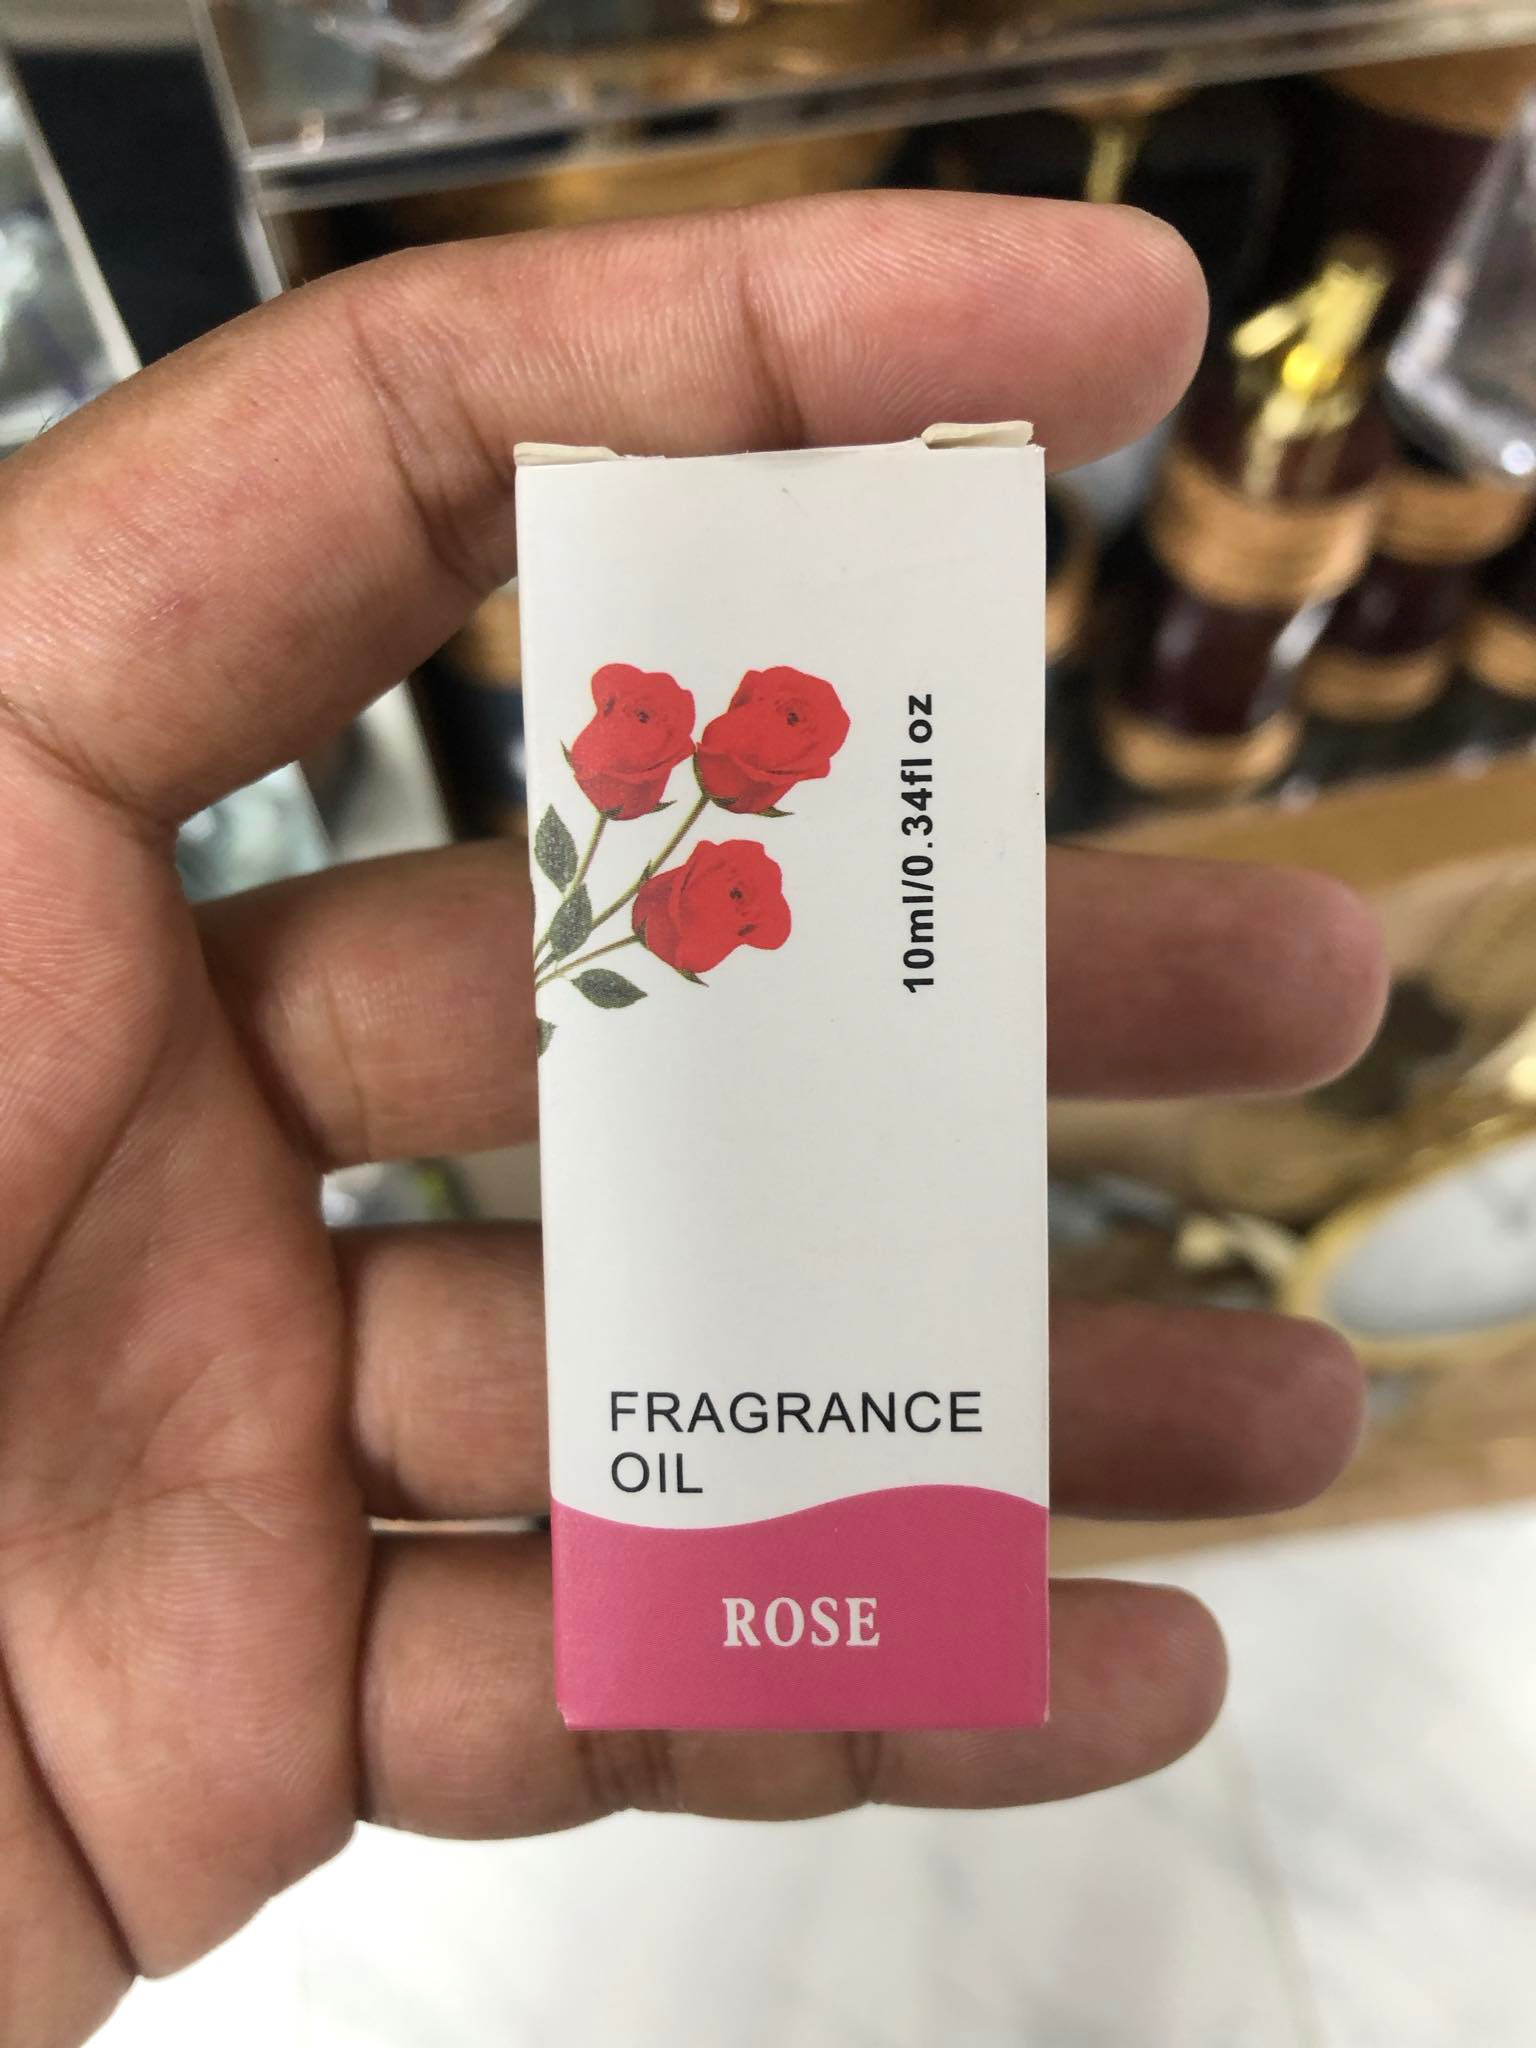 10ml/0.34fl oz
FRAGRANCE
OIL
ROSE